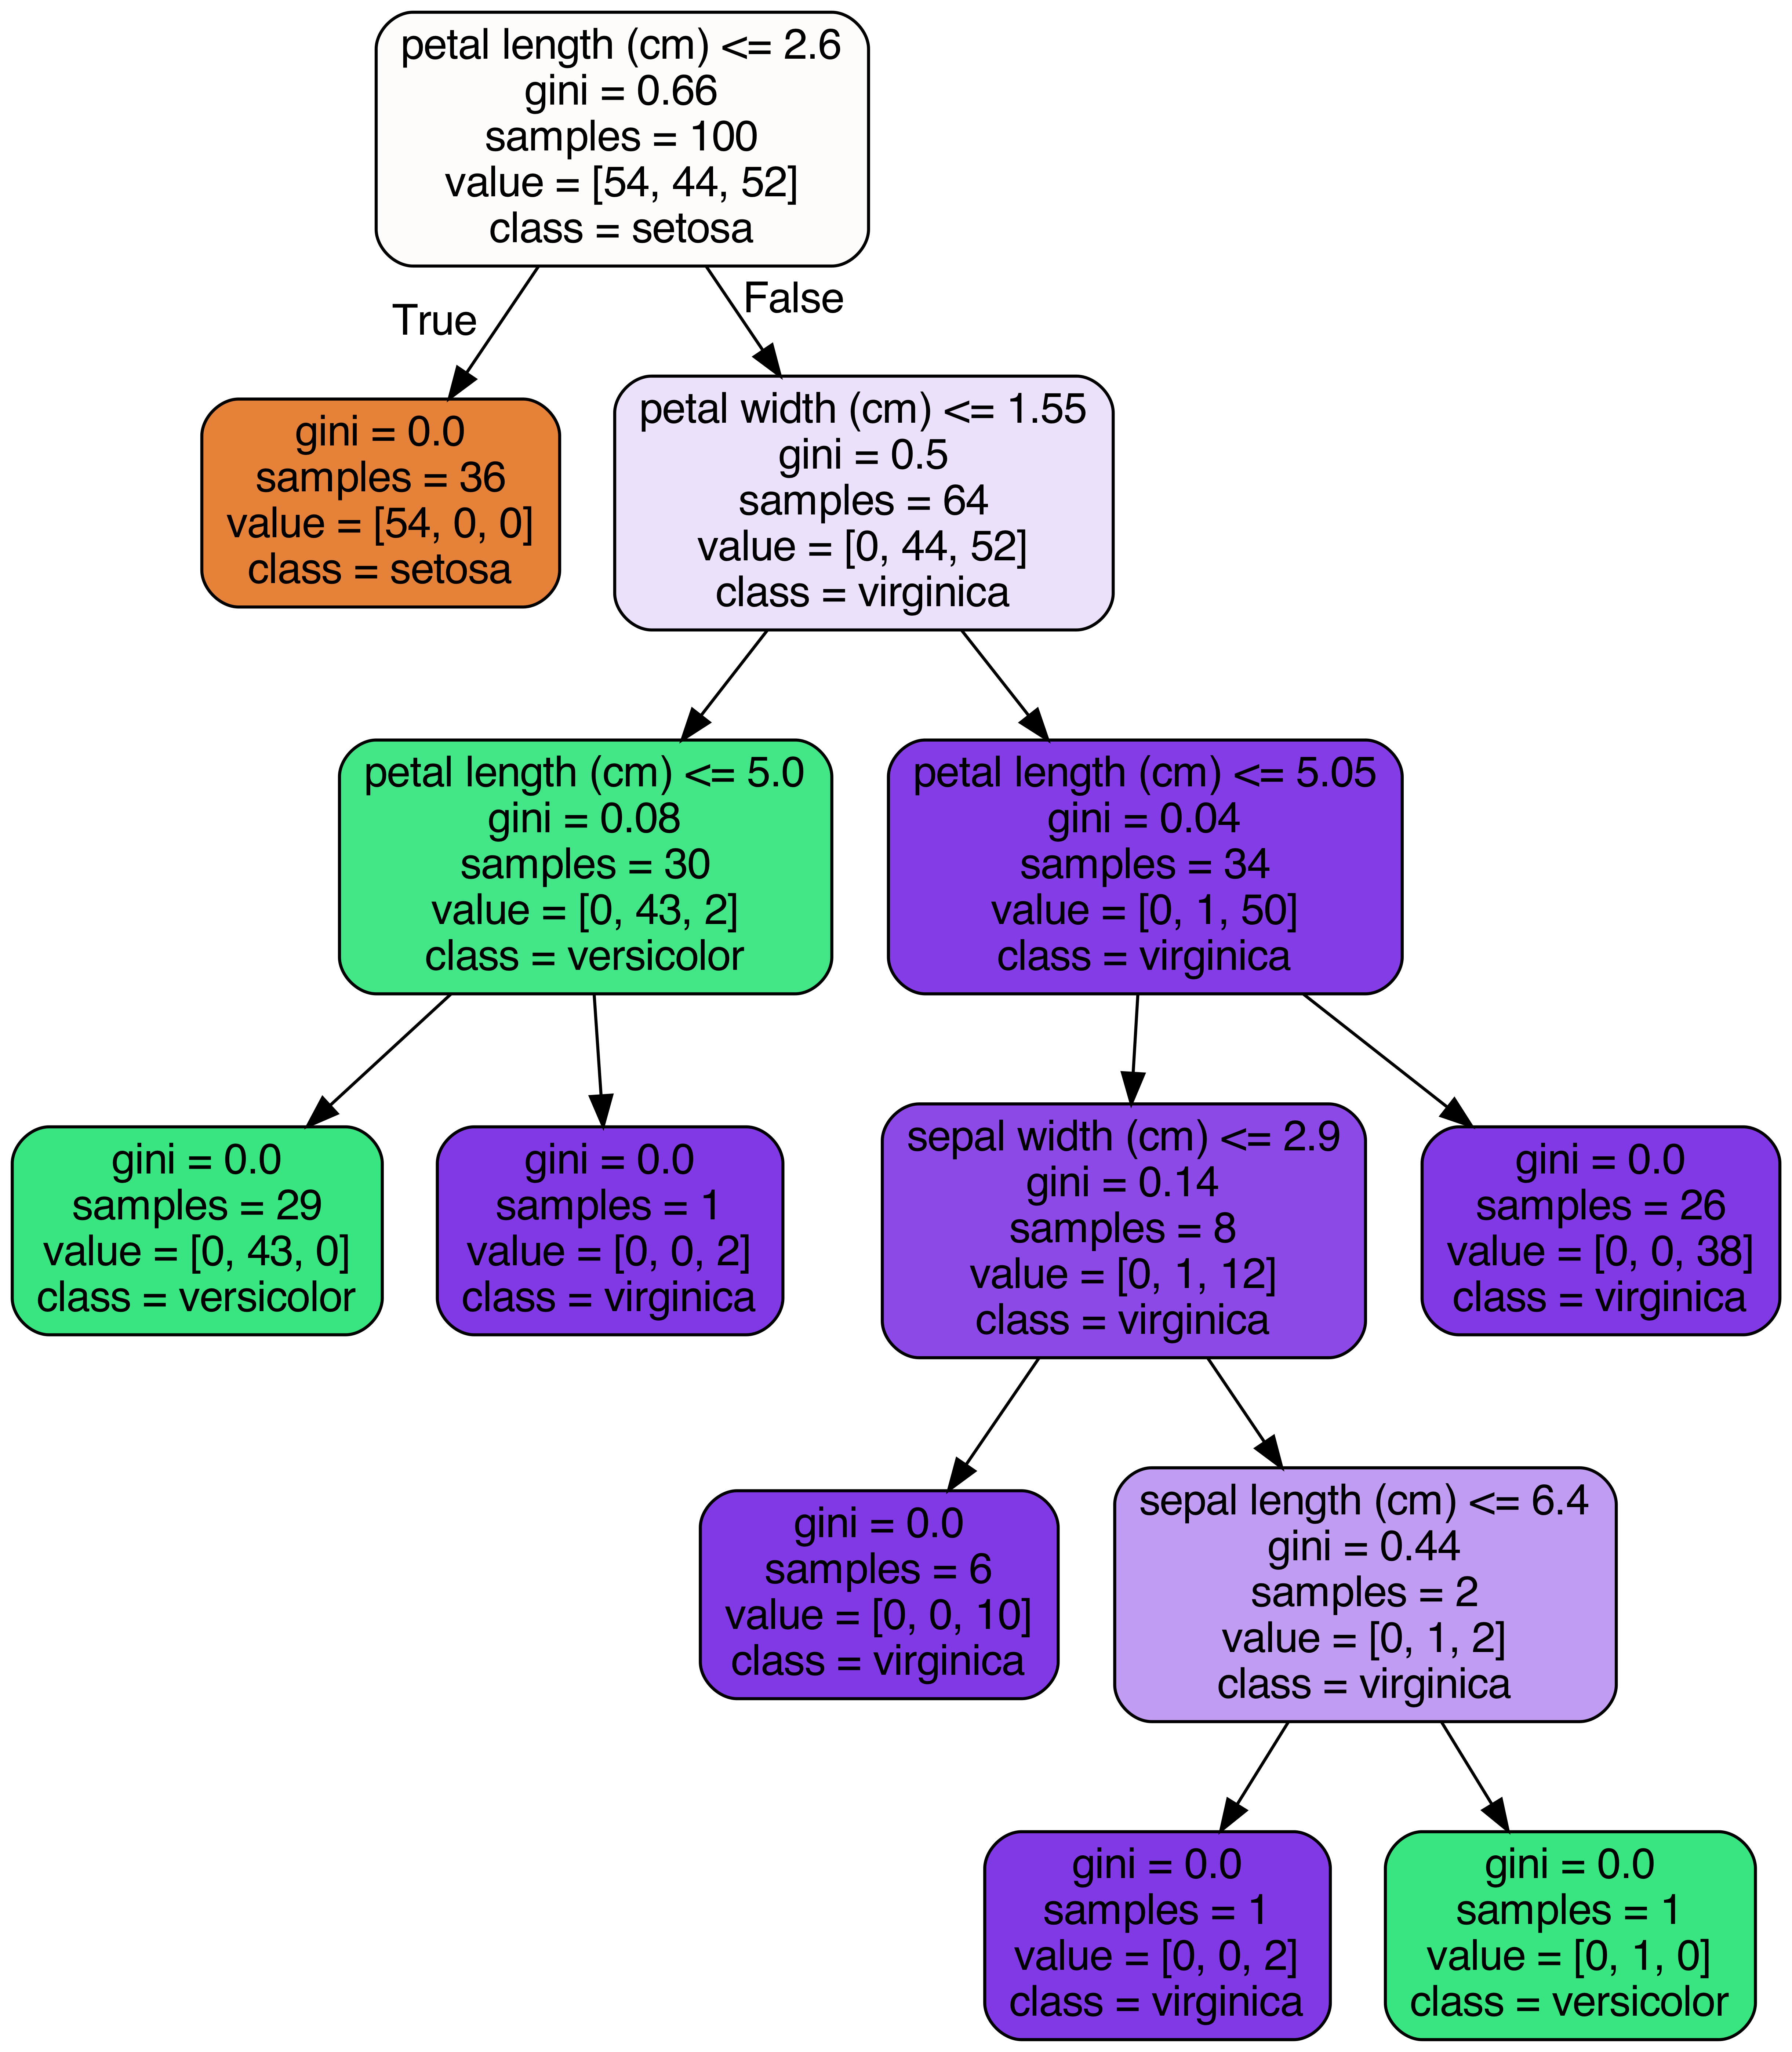 petal length (cm) <= 2.6
gini = 0.66
samples = 100
value = [54, 44, 52]
class = setosa
True
False
gini = 0.0
samples = 36
value = [54, 0, 0]
class = setosa
petal width (cm) <= 1.55
gini = 0.5
samples = 64
value = [0, 44, 52]
class = virginica
petal length (cm) <= 5.0
gini = 0.08
samples = 30
value = [0, 43, 2]
class = versicolor
petal length (cm) <= 5.05
gini = 0.04
samples = 34
value = [0, 1, 50]
class = virginica
gini = 0.0
samples = 29
value = [0, 43, 0]
class = versicolor
gini = 0.0
samples = 1
value = [0, 0, 2]
class = virginica
sepal width (cm) <= 2.9
gini = 0.14
samples = 8
value = [0, 1, 12]
class = virginica
gini = 0.0
samples = 26
value = [0, 0, 38]
class = virginica
gini = 0.0
samples = 6
value = [0, 0, 10]
class = virginica
sepal length (cm) <= 6.4
gini = 0.44
samples = 2
value = [0, 1, 2]
class = virginica
gini = 0.0
samples = 1
value = [0, 0, 2]
class = virginica
gini = 0.0
samples = 1
value = [0, 1, 0]
class = versicolor